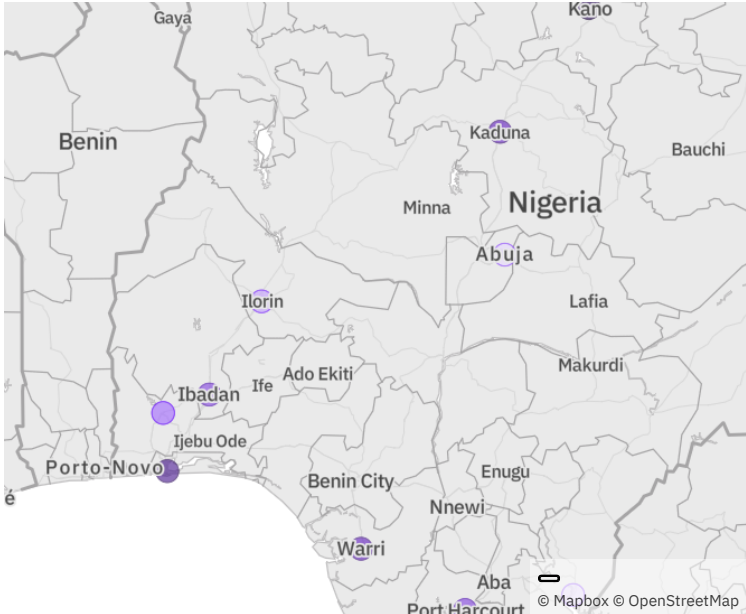 Kano
Gaya
Kaduna
Benin
Bauchi
Nigeria
Minna
Abuja
Ilorin
Lafia
Makurdi
Ado Ekiti
Ife
Ibadan
Ijebu Ode
Porto-Novo
Enugu
Benin City
é
Nnewi
Warri
Aba
Port Harcourt
© Mapbox © OpenStreetMap